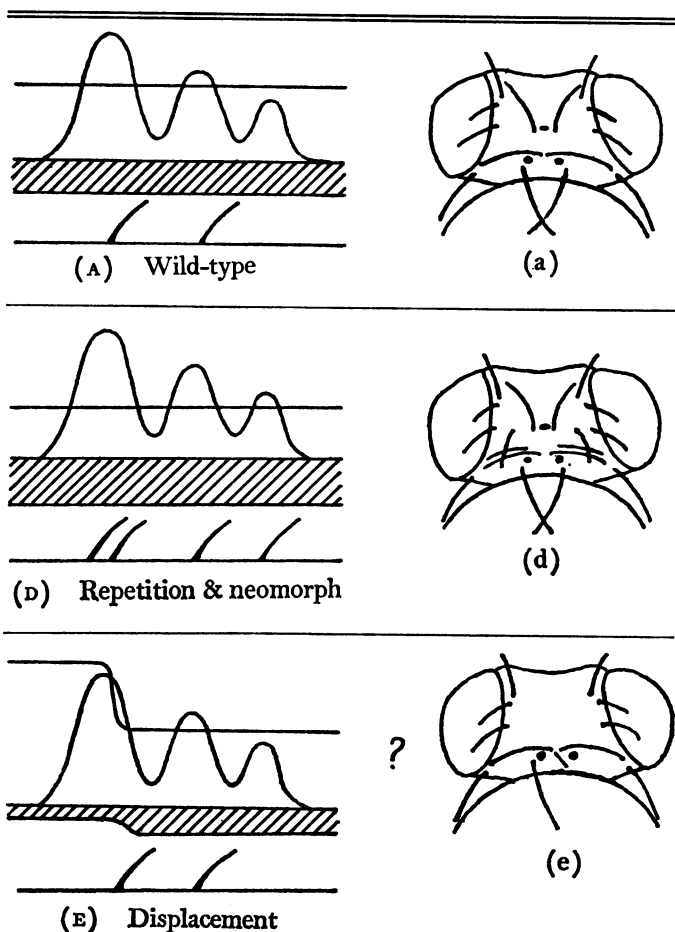 (A) Wild-type
(a)
(D) Repetition & neomorph
(d)
?
(E) Displacement
(e)